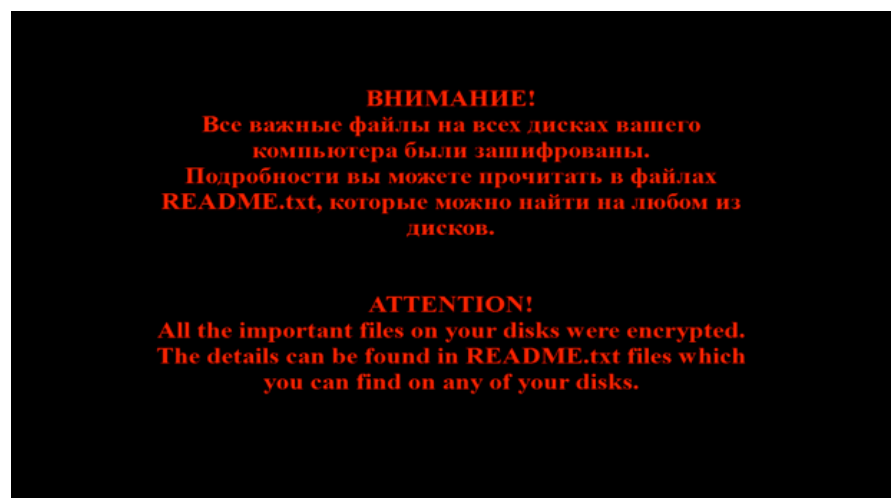 ВНИМАНИЕ!
Все важные файлы на всех дисках вашего
компьютера были зашифрованы.
Подробности вы можете прочитать в файлах
README.txt, которые можно найти на любом из
дисков.
ATTENTION!
All the important files on your disks were encrypted.
The details can be found in README.txt files which
you can find on any of your disks.